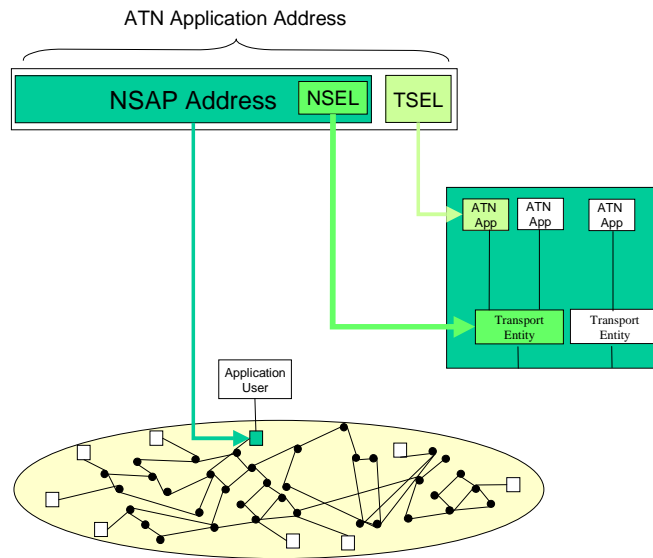 ATN Application Address
NSAP Address
NSEL
TSEL
ATN
App
ATN
App
ATN
App
Transport
Entity
Transport
Entity
Application
User